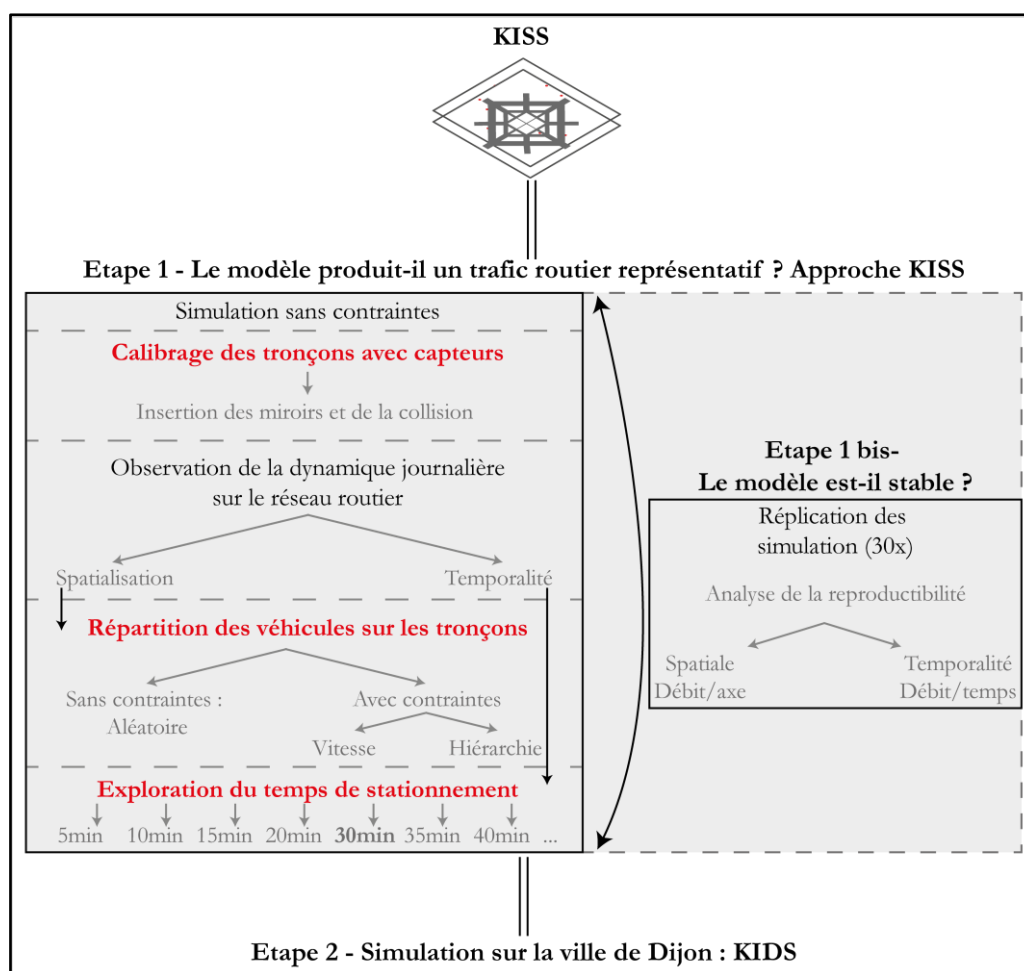 KISS
Etape 1 - Le modèle produit-il un trafic routier représentatif ? Approche KISS
Simulation sans contraintes
Calibrage des tronçons avec capteurs
Insertion des miroirs et de la collision
Observation de la dynamique journalière
sur le réseau routier
Spatialisation
Temporalité
Répartition des véhicules sur les tronçons
Sans contraintes :
Aléatoire
Avec contraintes
Vitesse
Hiérarchie
Exploration du temps de stationnement
5min 10min 15min 20min 30min 35min 40min ...
Etape 1 bis-
Le modèle est-il stable ?
Réplication des
simulation (30x)
Analyse de la reproductibilité
Spatiale
Débit/axe
Temporalité
Débit/temps
Etape 2 - Simulation sur la ville de Dijon : KIDS